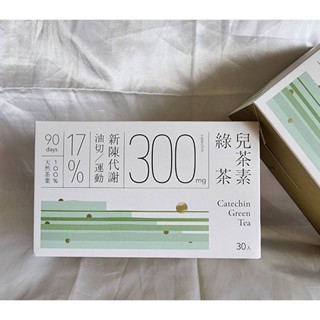 兒茶素
綠茶
Catechin
Green
Tea
30入
300mg
新陳代謝
油切/運動
17%
90
days
100%
天然茶葉